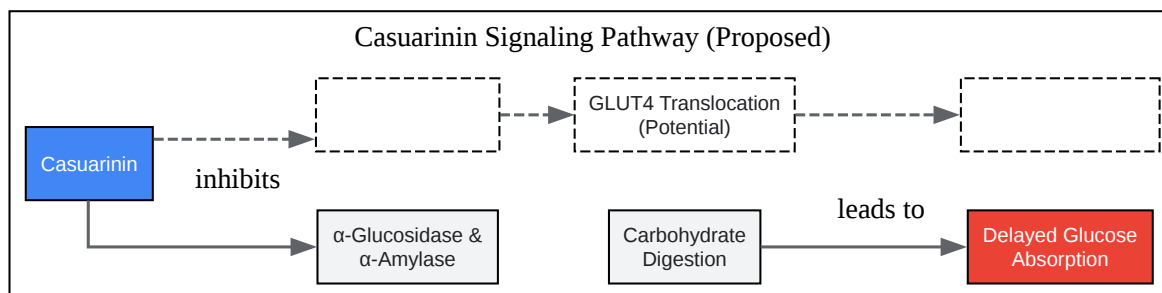 Casuarinin Signaling Pathway (Proposed)
GLUT4 Translocation
(Potential)
Casuarinin
inhibits
leads to
α-Glucosidase &
α-Amylase
Carbohydrate
Digestion
Delayed Glucose
Absorption